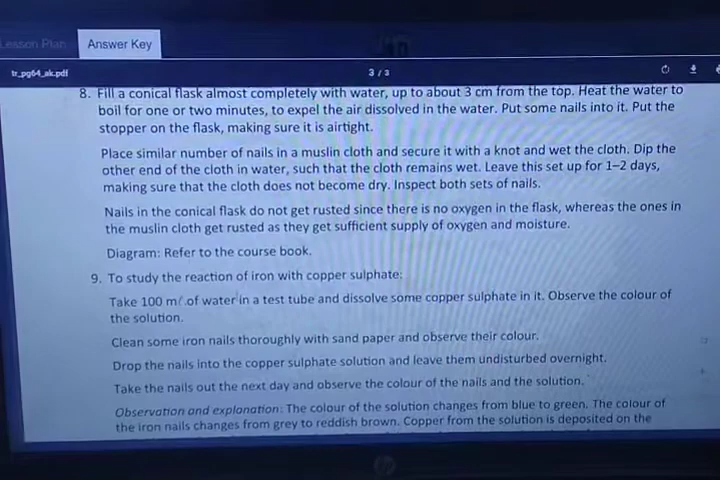 Lesson Plan
Answer Key
tr_pg64_ak.pdf
3 / 3
8. Fill a conical flask almost completely with water, up to about 3 cm from the top. Heat the water to
boil for one or two minutes, to expel the air dissolved in the water. Put some nails into it. Put the
stopper on the flask, making sure it is airtight.
Place similar number of nails in a muslin cloth and secure it with a knot and wet the cloth. Dip the
other end of the cloth in water, such that the cloth remains wet. Leave this set up for 1–2 days,
making sure that the cloth does not become dry. Inspect both sets of nails.
Nails in the conical flask do not get rusted since there is no oxygen in the flask, whereas the ones in
the muslin cloth get rusted as they get sufficient supply of oxygen and moisture.
Diagram: Refer to the course book.
9. To study the reaction of iron with copper sulphate:
Take 100 mℓ of water in a test tube and dissolve some copper sulphate in it. Observe the colour of
the solution.
Clean some iron nails thoroughly with sand paper and observe their colour.
Drop the nails into the copper sulphate solution and leave them undisturbed overnight.
Take the nails out the next day and observe the colour of the nails and the solution.
Observation and explanation: The colour of the solution changes from blue to green. The colour of
the iron nails changes from grey to reddish brown. Copper from the solution is deposited on the
hp